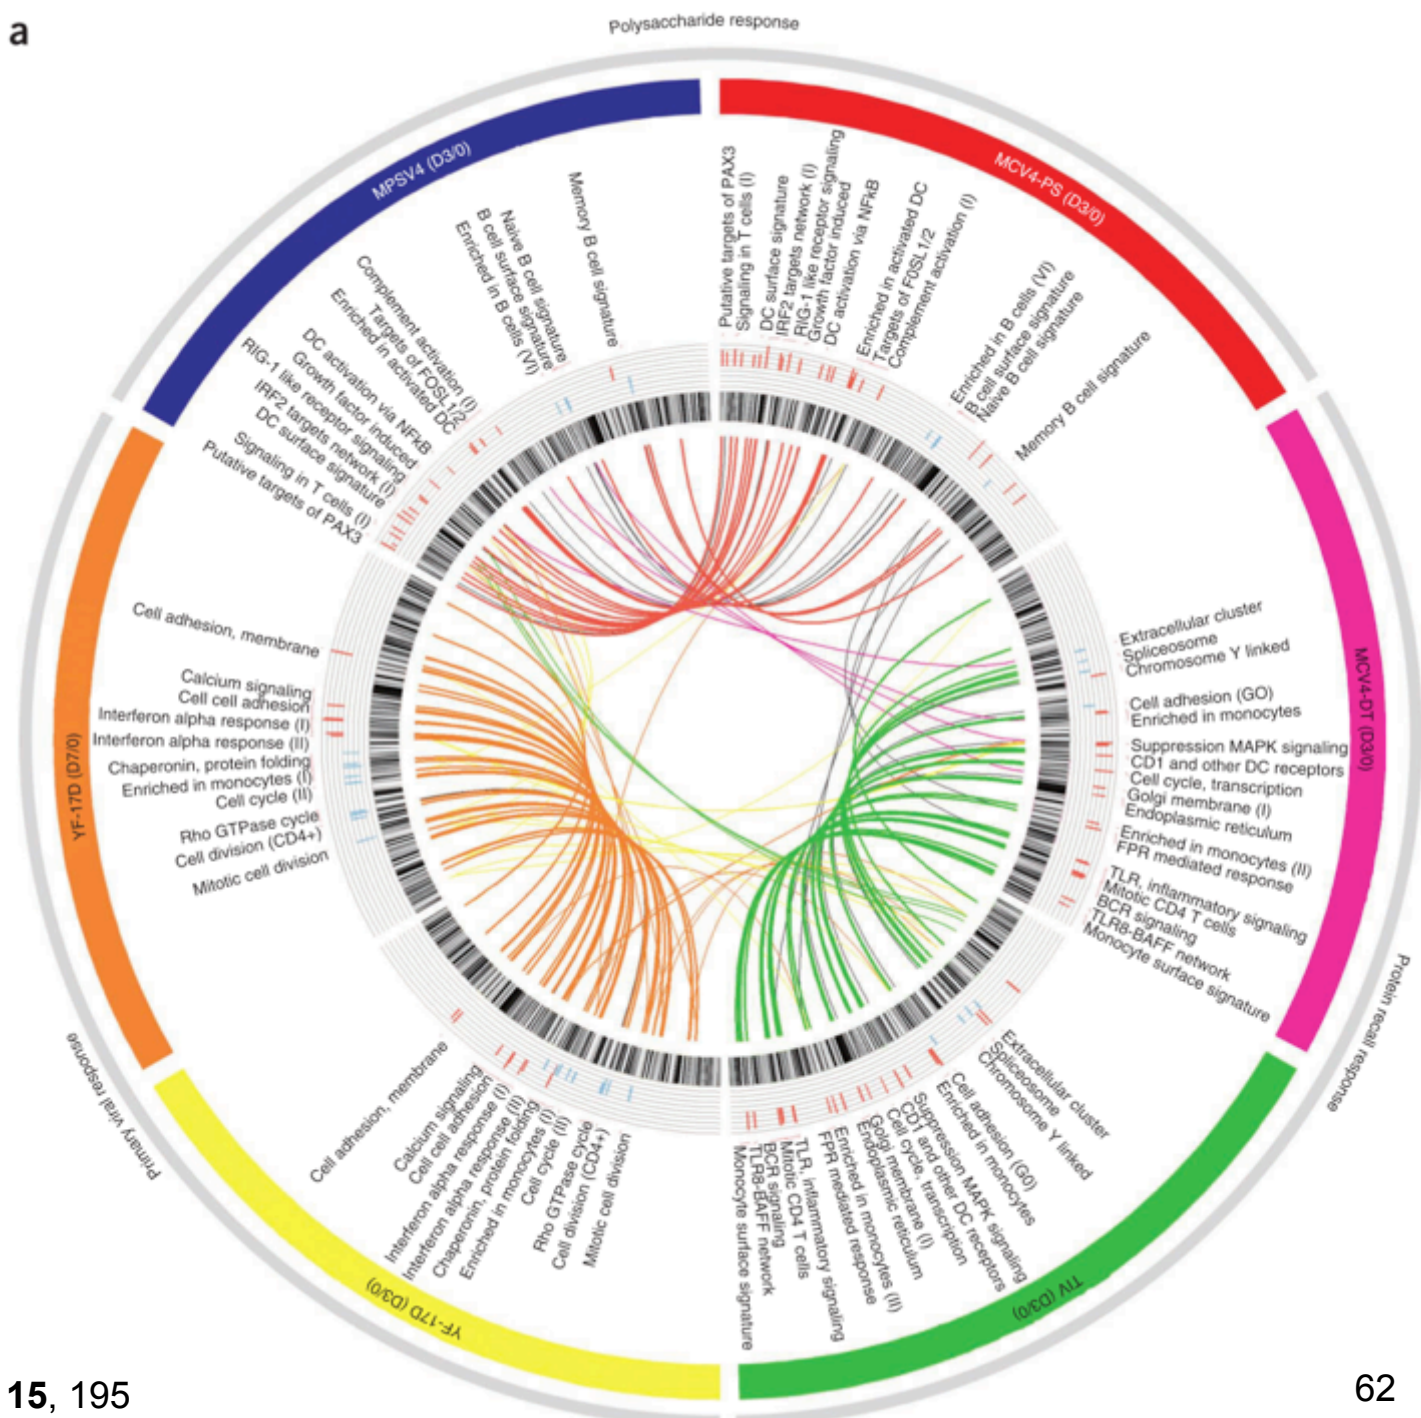 a
Polysaccharide response
MPSV4 (D3/0)
MCV4-PS (D3/0)
Memory B cell signature
Naive B cell signature
B cell surface signature
Enriched in B cells (VI)
Complement activation (I)
Targets of FOSL1/2
Enriched in activated DC
DC activation via NFkB
Growth factor induced
RIG-1 like receptor signaling
IRF2 targets network (I)
DC surface signature
Signaling in T cells (I)
Putative targets of PAX3
Putative targets of PAX3
Signaling in T cells (I)
DC surface signature
IRF2 targets network (I)
RIG-1 like receptor signaling
Growth factor induced
DC activation via NFkB
Enriched in activated DC
Targets of FOSL1/2
Complement activation (I)
Enriched in B cells (VI)
B cell surface signature
Naive B cell signature
Memory B cell signature
Cell adhesion, membrane
Calcium signaling
Cell cell adhesion
Interferon alpha response (I)
Interferon alpha response (II)
Chaperonin, protein folding
Enriched in monocytes (I)
Cell cycle (II)
Rho GTPase cycle
Cell division (CD4+)
Mitotic cell division
YF-17D (D7/0)
Extracellular cluster
Spliceosome
Chromosome Y linked
Cell adhesion (GO)
Enriched in monocytes
Suppression MAPK signaling
CD1 and other DC receptors
Cell cycle, transcription
Golgi membrane (I)
Endoplasmic reticulum
Enriched in monocytes (II)
FPR mediated response
TLR, inflammatory signaling
Mitotic CD4 T cells
BCR signaling
TLR8-BAFF network
Monocyte surface signature
MCV4-DT (D3/0)
Protein recall response
Primary viral response
Cell adhesion, membrane
Calcium signaling
Cell cell adhesion
Interferon alpha response (I)
Interferon alpha response (II)
Chaperonin, protein folding
Enriched in monocytes (I)
Cell cycle (II)
Rho GTPase cycle
Cell division (CD4+)
Mitotic cell division
YF-17D (D3/0)
Extracellular cluster
Spliceosome
Chromosome Y linked
Cell adhesion (G0)
Enriched in monocytes
Suppression MAPK signaling
CD1 and other DC receptors
Cell cycle, transcription
Golgi membrane (I)
Endoplasmic reticulum
Enriched in monocytes (II)
FPR mediated response
TLR, inflammatory signaling
Mitotic CD4 T cells
BCR signaling
TLR8-BAFF network
Monocyte surface signature
TIV (D3/0)
15, 195
62